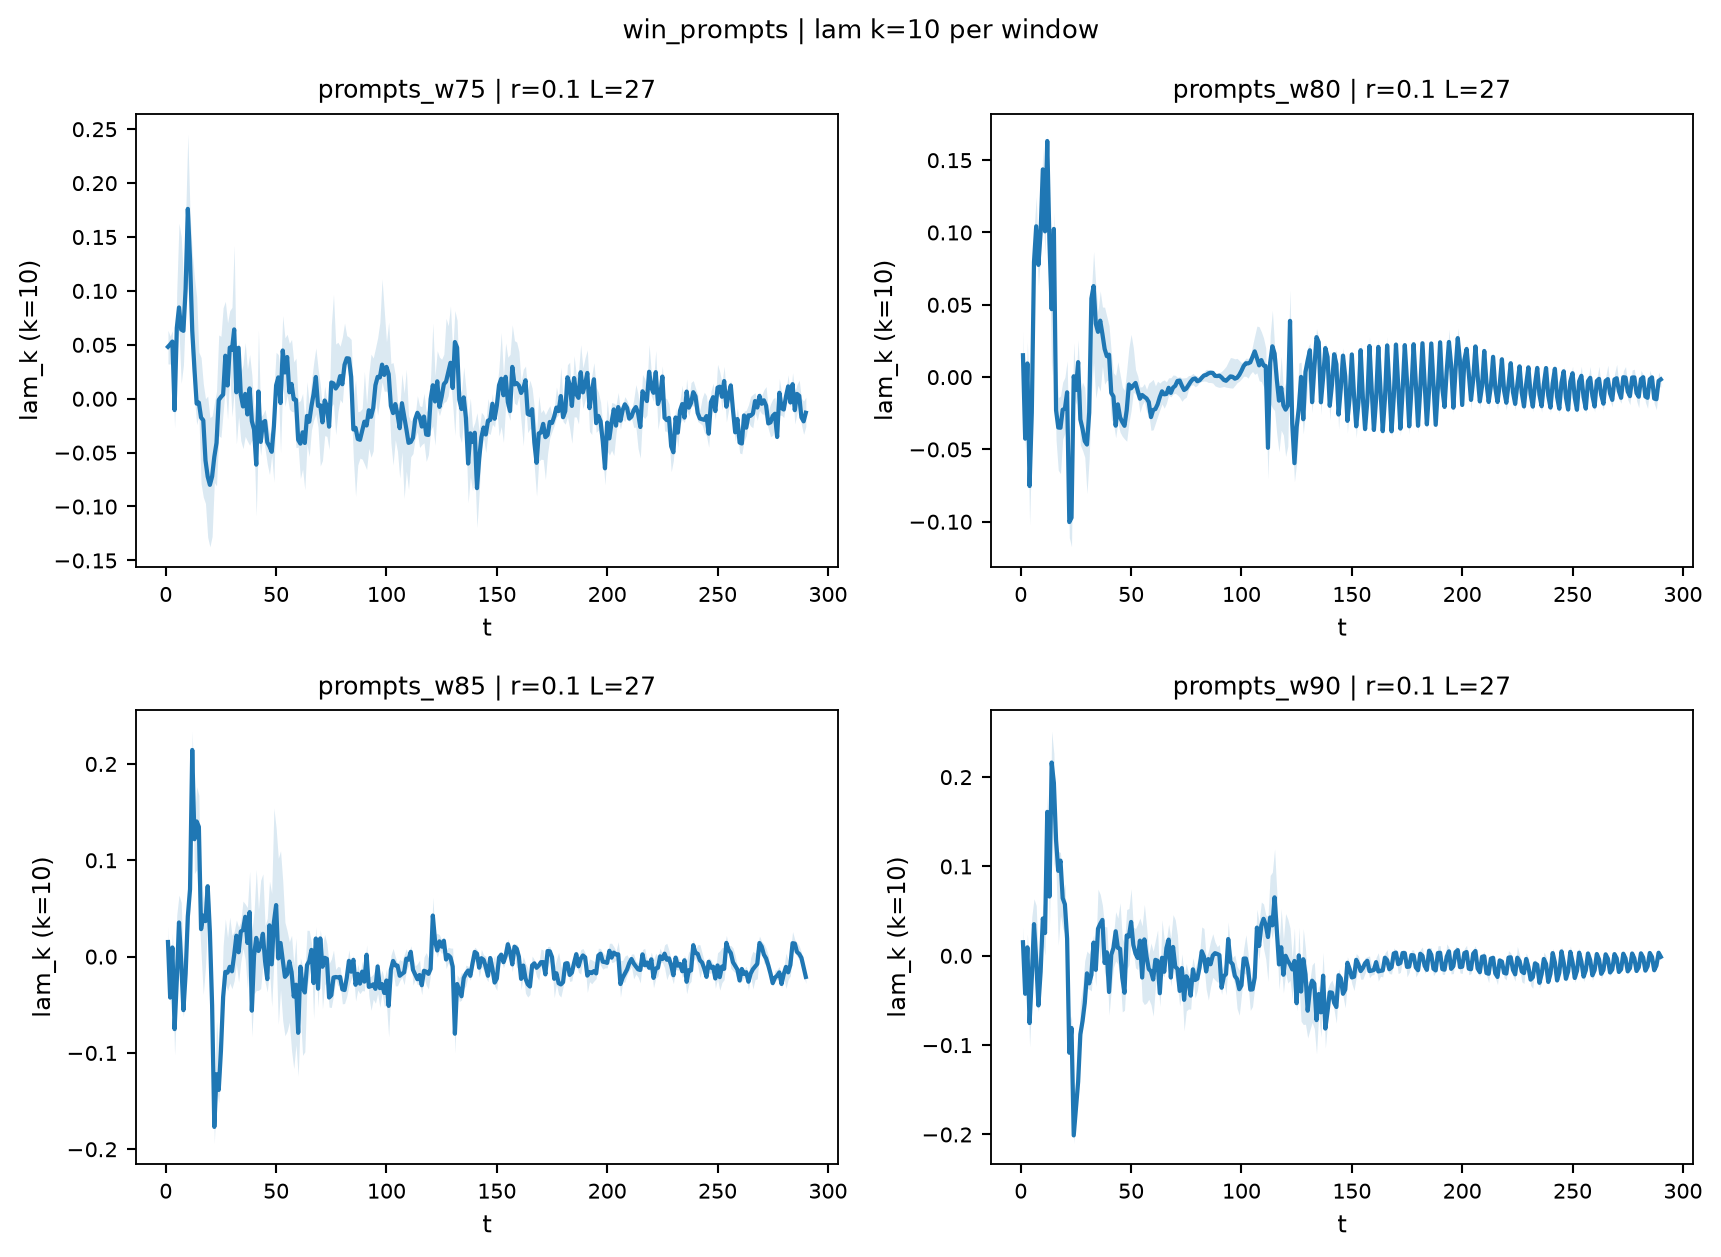 win_prompts | lam k=10 per window
prompts_w75 | r=0.1 L=27
0.25
0.20
0.15
0.10
0.05
0.00
−0.05
−0.10
−0.15
lam_k (k=10)
0 50 100 150 200 250 300
t
prompts_w80 | r=0.1 L=27
0.15
0.10
0.05
0.00
−0.05
−0.10
lam_k (k=10)
0 50 100 150 200 250 300
t
prompts_w85 | r=0.1 L=27
0.2
0.1
0.0
−0.1
−0.2
lam_k (k=10)
0 50 100 150 200 250 300
t
prompts_w90 | r=0.1 L=27
0.2
0.1
0.0
−0.1
−0.2
lam_k (k=10)
0 50 100 150 200 250 300
t